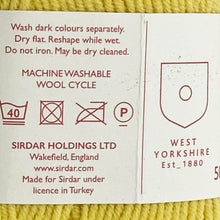 Wash dark colours separately.
Dry flat. Reshape while wet.
Do not iron. May be dry cleaned.
MACHINE WASHABLE
WOOL CYCLE
40
P
SIRDAR HOLDINGS LTD
Wakefield, England
www.sirdar.com
Made for Sirdar under
licence in Turkey
WEST
YORKSHIRE
Est_1880